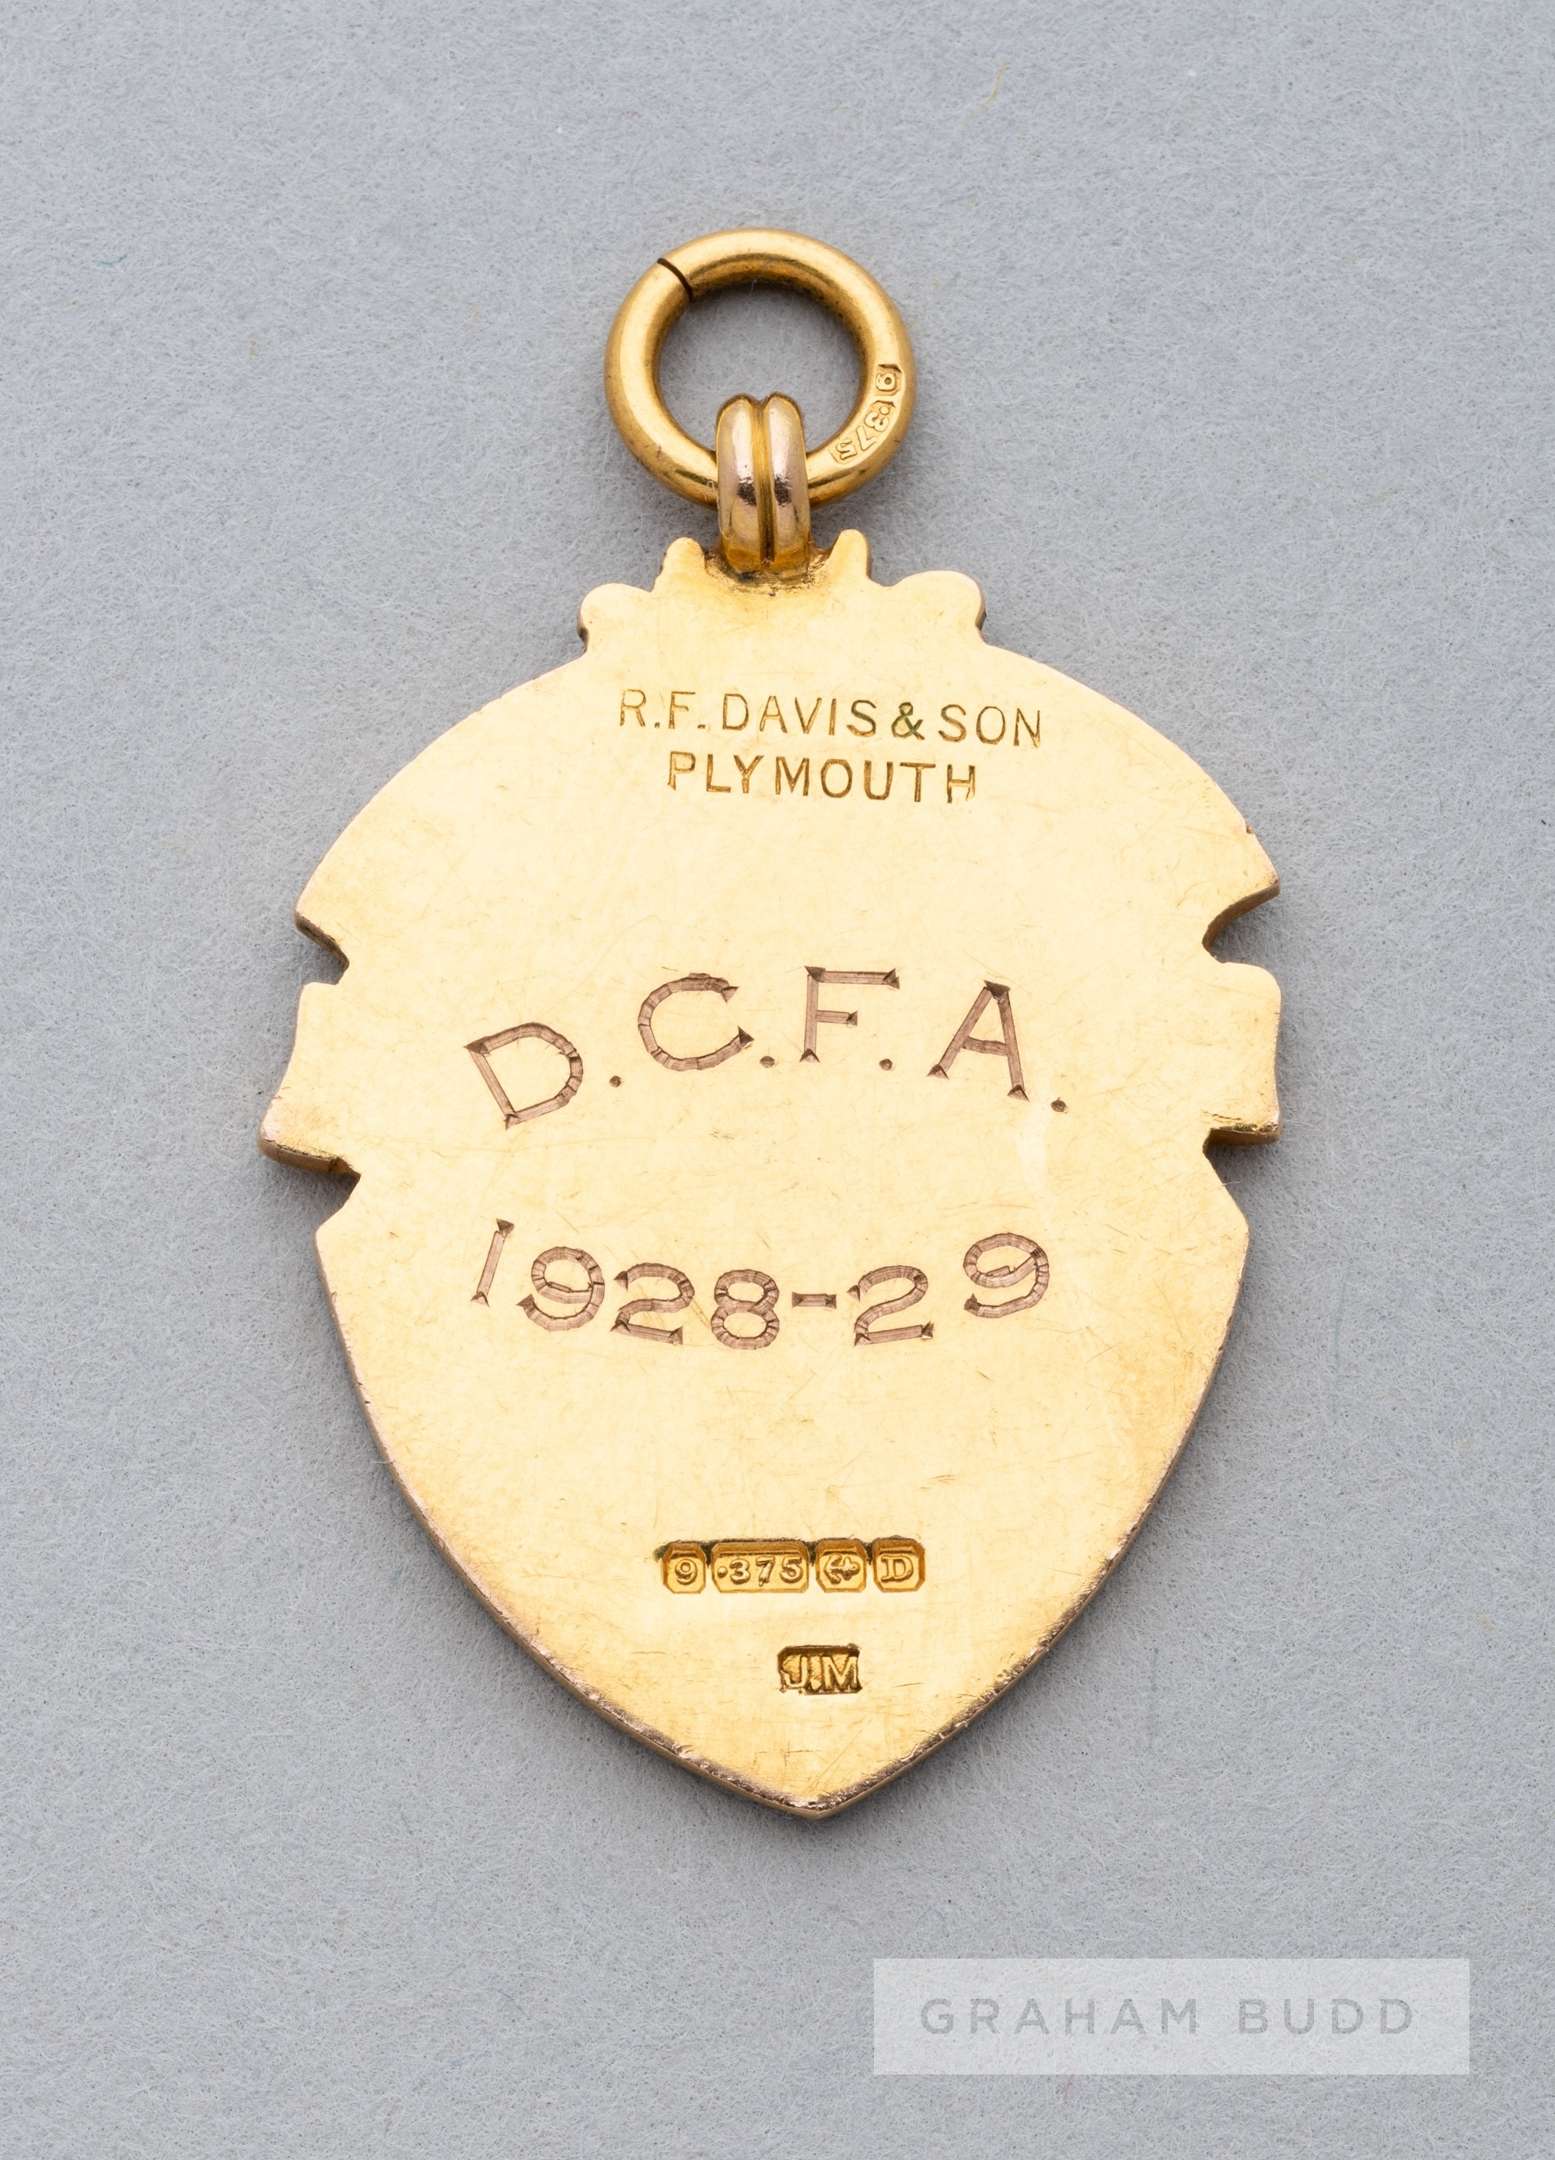 9 .375
R.F. DAVIS & SON
PLYMOUTH
D.C.F.A.
1928-29
9 .375 D
J.M
GRAHAM BUDD